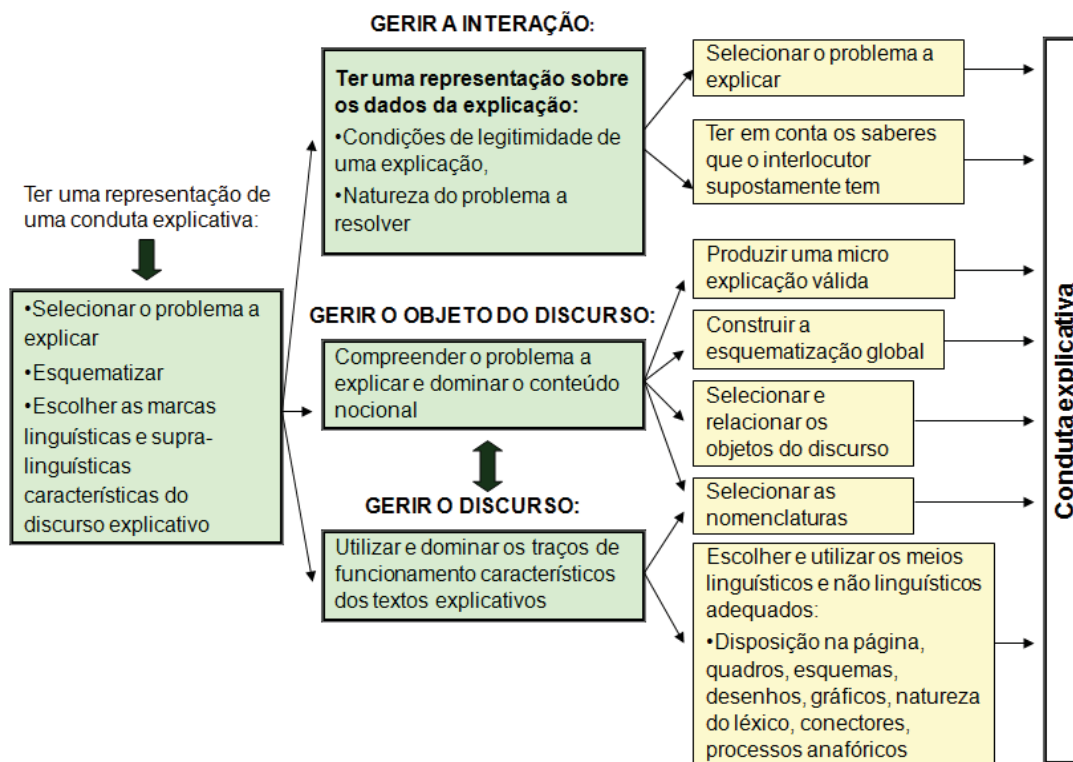 Ter uma representação de
uma conduta explicativa:
•Selecionar o problema a
explicar
•Esquematizar
•Escolher as marcas
linguísticas e supra-
linguísticas
características do
discurso explicativo
GERIR A INTERAÇÃO:
Ter uma representação sobre
os dados da explicação:
•Condições de legitimidade de
uma explicação,
•Natureza do problema a
resolver
GERIR O OBJETO DO DISCURSO:
Compreender o problema a
explicar e dominar o conteúdo
nocional
GERIR O DISCURSO:
Utilizar e dominar os traços de
funcionamento característicos
dos textos explicativos
Selecionar o problema a
explicar
Ter em conta os saberes
que o interlocutor
supostamente tem
Produzir uma micro
explicação válida
Construir a
esquematização global
Selecionar e
relacionar os
objetos do discurso
Selecionar as
nomenclaturas
Escolher e utilizar os meios
linguísticos e não linguísticos
adequados:
•Disposição na página,
quadros, esquemas,
desenhos, gráficos, natureza
do léxico, conectores,
processos anafóricos
Conduta explicativa